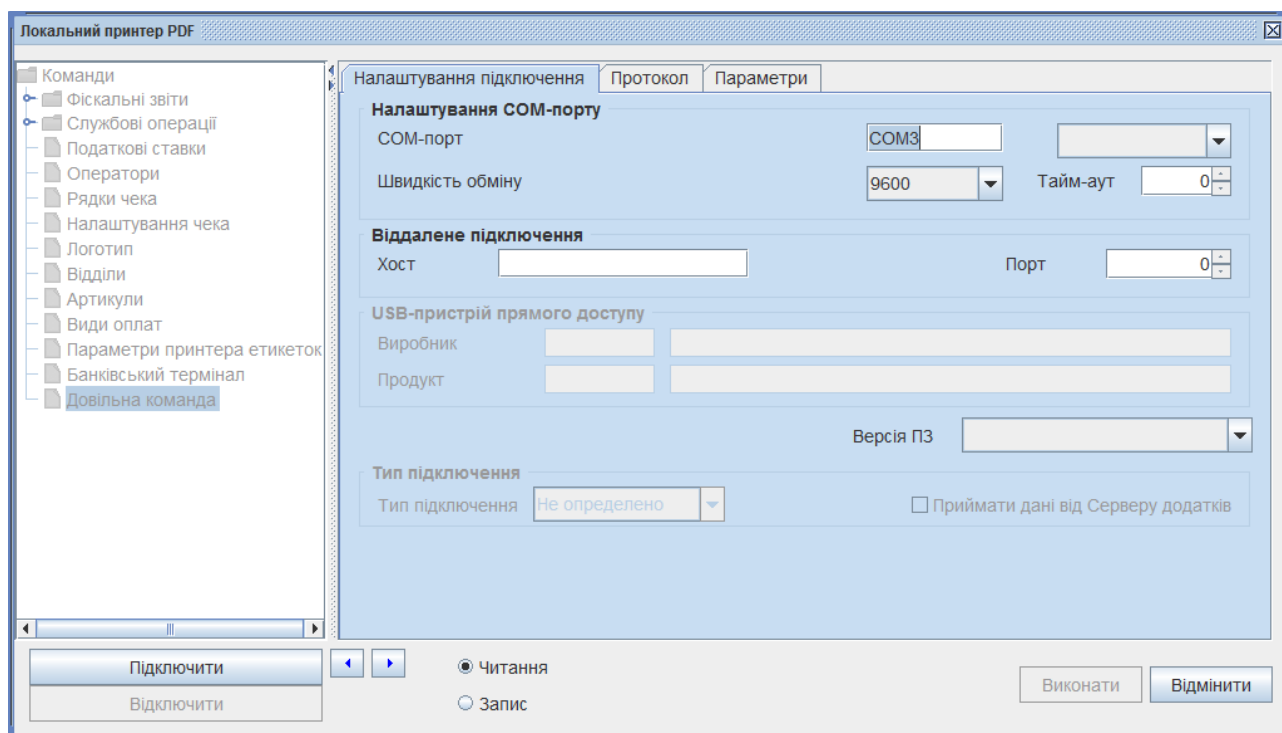 Локальний принтер PDF
Команди
Фіскальні звіти
Службові операції
Податкові ставки
Оператори
Рядки чека
Налаштування чека
Логотип
Відділи
Артикули
Види оплат
Параметри принтера етикеток
Банківський термінал
Довільна команда
Налаштування підключення Протокол Параметри
Налаштування COM-порту
COM-порт COM3
Швидкість обміну 9600 Тайм-аут 0
Віддалене підключення
Хост Порт 0
USB-пристрій прямого доступу
Виробник
Продукт
Версія ПЗ
Тип підключення
Тип підключення Не определено Приймати дані від Серверу додатків
Підключити Читання
Відключити Запис
Виконати Відмінити